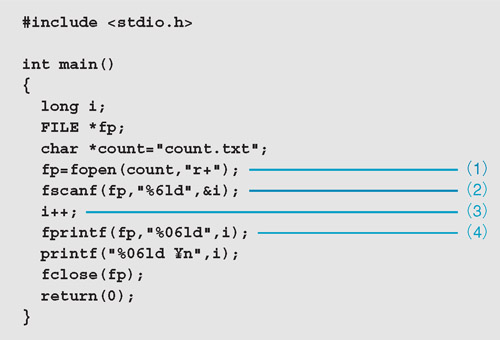 #include <stdio.h>
int main()
{
long i;
FILE *fp;
char *count="count.txt";
fp=fopen(count,"r+"); (1)
fscanf(fp,"%6ld",&i); (2)
i++; (3)
fprintf(fp,"%06ld",i); (4)
printf("%06ld ¥n",i);
fclose(fp);
return(0);
}